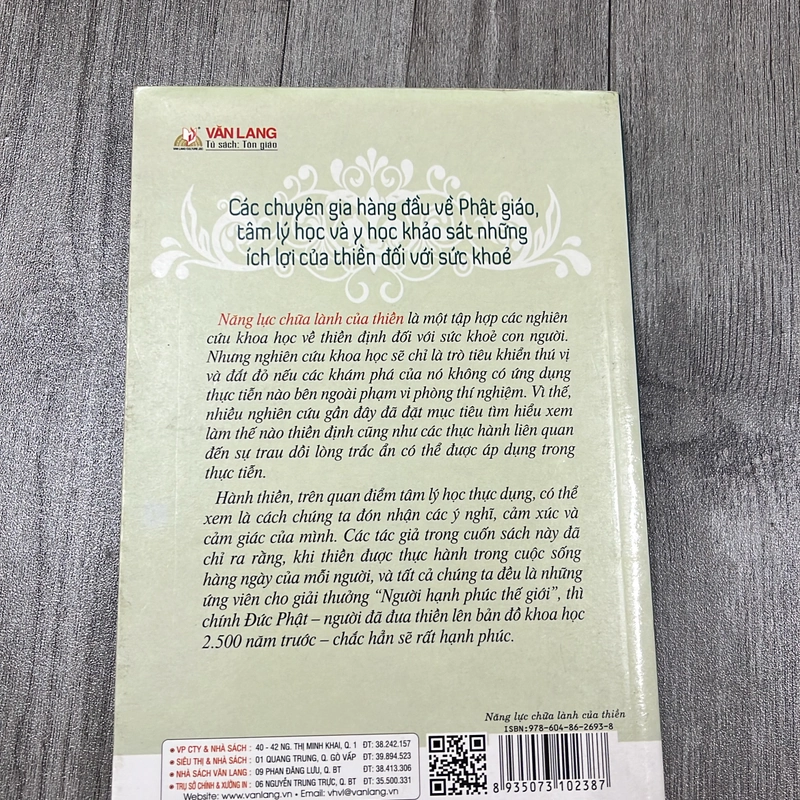 VĂN LANG
Tủ sách: Tôn giáo
Các chuyên gia hàng đầu về Phật giáo,
tâm lý học và y học khảo sát những
ích lợi của thiền đối với sức khoẻ
Năng lực chữa lành của thiền là một tập hợp các nghiên
cứu khoa học về thiền định đối với sức khoẻ con người.
Nhưng nghiên cứu khoa học sẽ chỉ là trò tiêu khiển thú vị
và đắt đỏ nếu các khám phá của nó không có ứng dụng
thực tiễn nào bên ngoài phạm vi phòng thí nghiệm. Vì thế,
nhiều nghiên cứu gần đây đã đặt mục tiêu tìm hiểu xem
làm thế nào thiền định cũng như các thực hành liên quan
đến sự trau dồi lòng trắc ẩn có thể được áp dụng trong
thực tiễn.
Hành thiền, trên quan điểm tâm lý học thực dụng, có thể
xem là cách chúng ta đón nhận các ý nghĩ, cảm xúc và
cảm giác của mình. Các tác giả trong cuốn sách này đã
chỉ ra rằng, khi thiền được thực hành trong cuộc sống
hàng ngày của mỗi người, và tất cả chúng ta đều là những
ứng viên cho giải thưởng “Người hạnh phúc thế giới”, thì
chính Đức Phật – người đã đưa thiền lên bản đồ khoa học
2.500 năm trước – chắc hẳn sẽ rất hạnh phúc.
Năng lực chữa lành của thiền
ISBN:978-604-86-2693-8
• VP CTY & NHÀ SÁCH : 40 - 42 NG. THỊ MINH KHAI, Q. 1 ĐT: 38.242.157
• SIÊU THỊ & NHÀ SÁCH : 01 QUANG TRUNG, Q. GÒ VẤP ĐT: 39.894.523
• NHÀ SÁCH VĂN LANG : 09 PHAN ĐĂNG LƯU, Q. BT ĐT: 38.413.306
• TRỤ SỞ CHÍNH & XƯỞNG IN : 06 NGUYỄN TRUNG TRỰC, Q. BT ĐT: 35.500.331
Website: www.vanlang.vn • Email: vhvl@vanlang.vn
8 935073 102387